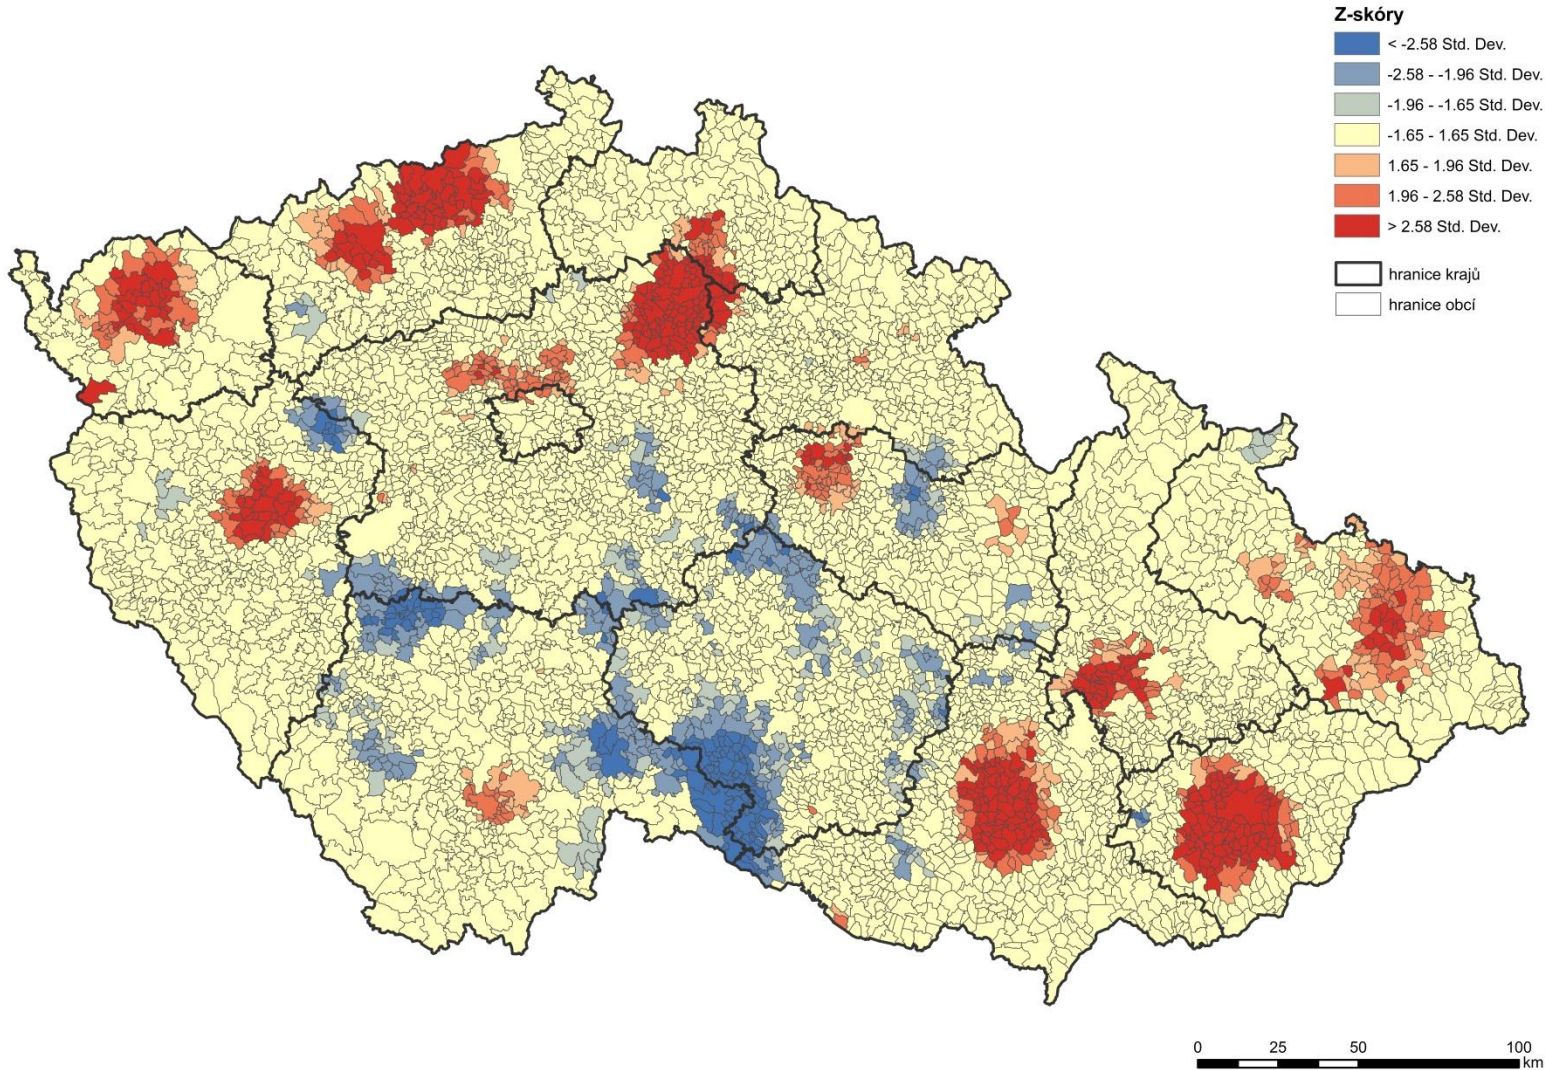 Z-skóry
< -2.58 Std. Dev.
-2.58 - -1.96 Std. Dev.
-1.96 - -1.65 Std. Dev.
-1.65 - 1.65 Std. Dev.
1.65 - 1.96 Std. Dev.
1.96 - 2.58 Std. Dev.
> 2.58 Std. Dev.
hranice krajů
hranice obcí
0 25 50 100
km